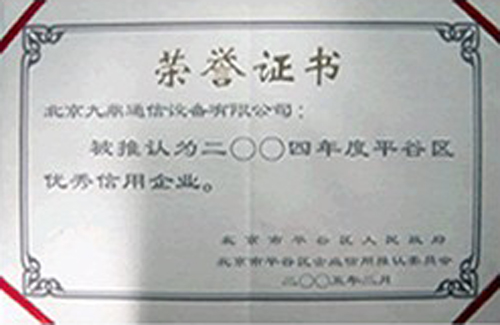 荣誉证书
北京九鼎通信设备有限公司：
被推认为二〇〇四年度平谷区
优秀信用企业。
北京市平谷区人民政府
北京市平谷区企业信用推认委员会
二〇〇五年二月